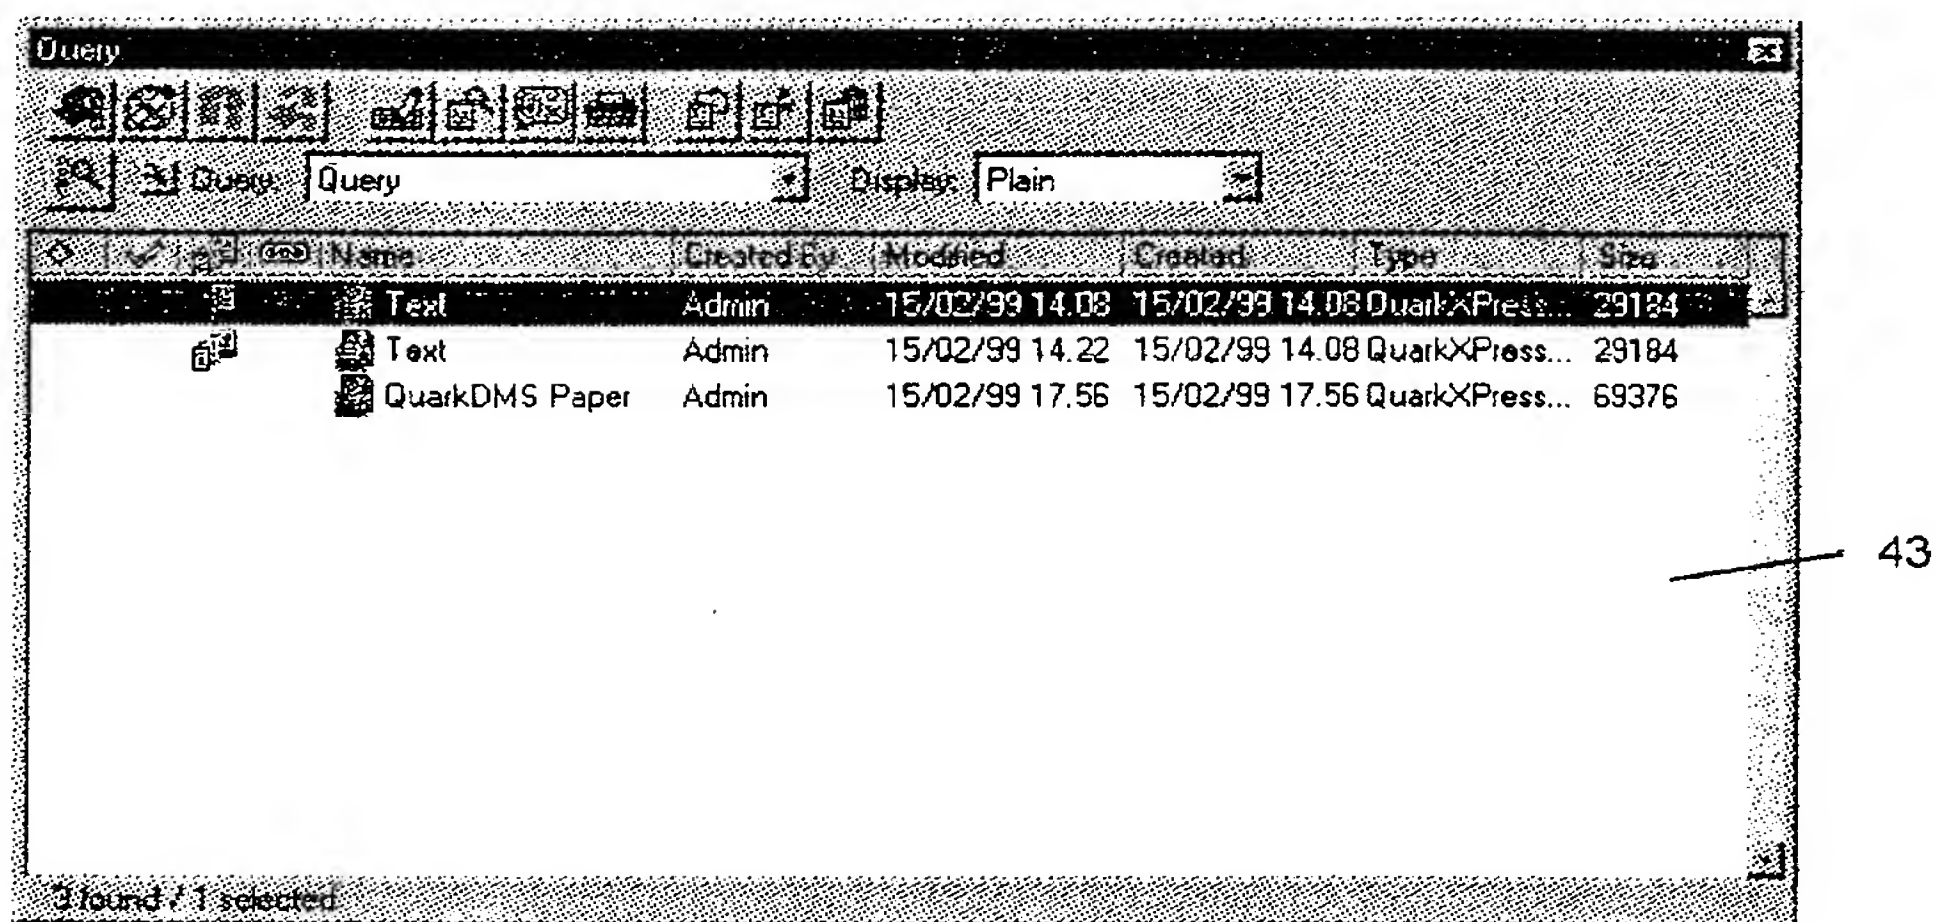 Query
Query: Query Display: Plain
Name Created By Modified Created Type Size
Text Admin 15/02/99 14.08 15/02/99 14.08 QuarkXPress... 29184
Text Admin 15/02/99 14.22 15/02/99 14.08 QuarkXPress... 29184
QuarkDMS Paper Admin 15/02/99 17.56 15/02/99 17.56 QuarkXPress... 69376
43
3 found / 1 selected